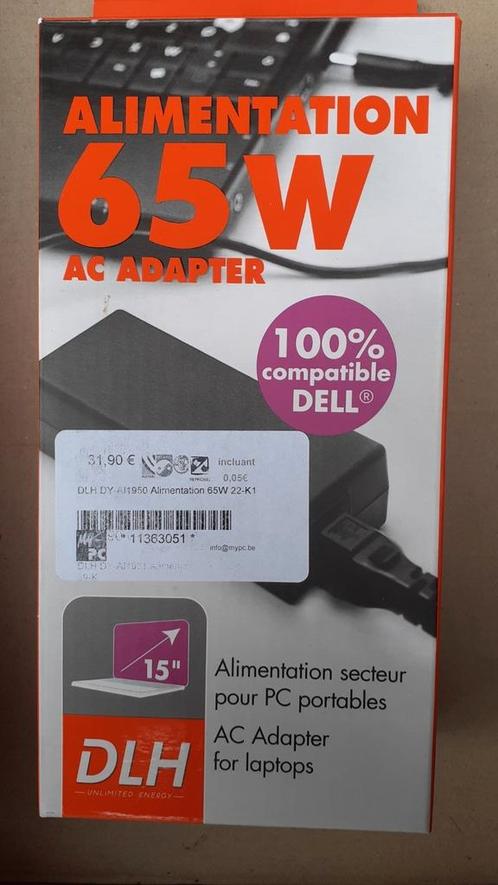 ALIMENTATION
65W
AC ADAPTER
100%
compatible
DELL®
31,90 € incluant
0,05€
DLH DY-AI1950 Alimentation 65W 22-K1
11363051 *
info@mypc.be
PC
15"
Alimentation secteur
pour PC portables
AC Adapter
for laptops
DLH
UNLIMITED ENERGY